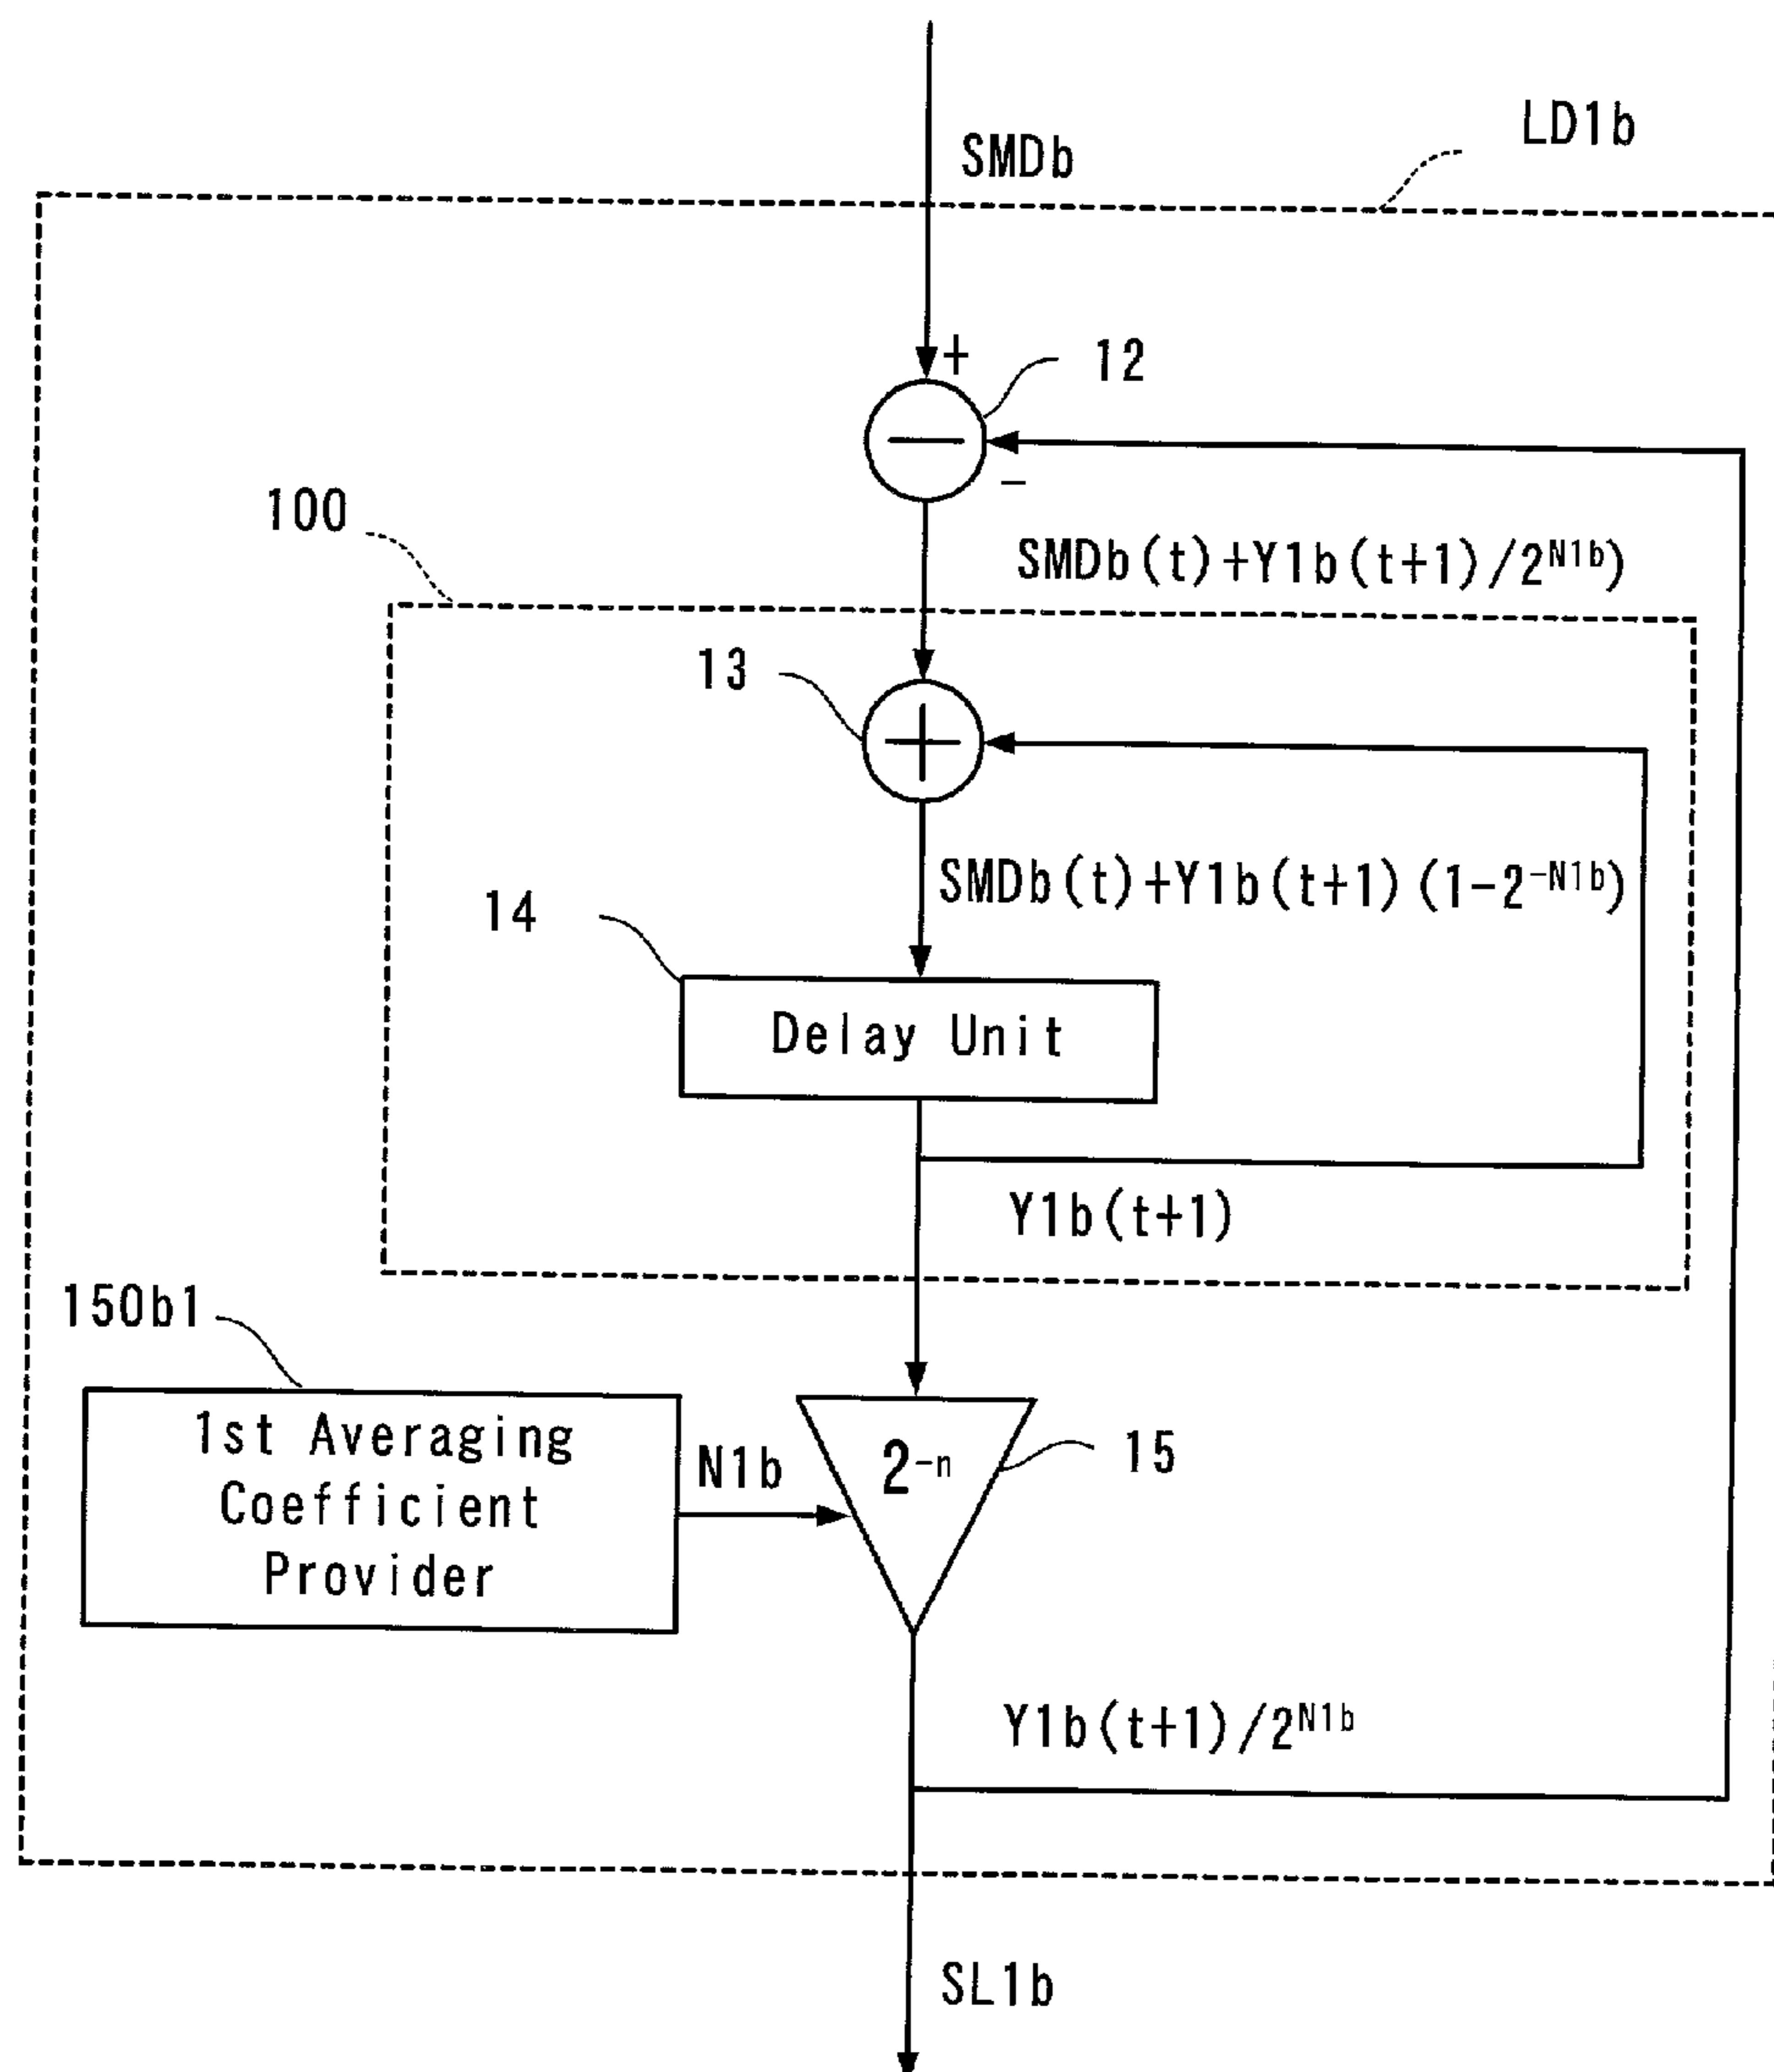 LD1b
SMDb
+
12
-
100
SMDb(t)+Y1b(t+1)/2^N1b)
13
SMDb(t)+Y1b(t+1)(1-2^-N1b)
14
Delay Unit
Y1b(t+1)
150b1
1st Averaging
Coefficient
Provider
N1b
2^-n
15
Y1b(t+1)/2^N1b
SL1b